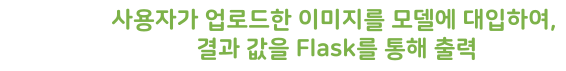 사용자가 업로드한 이미지를 모델에 대입하여,
결과 값을 Flask를 통해 출력